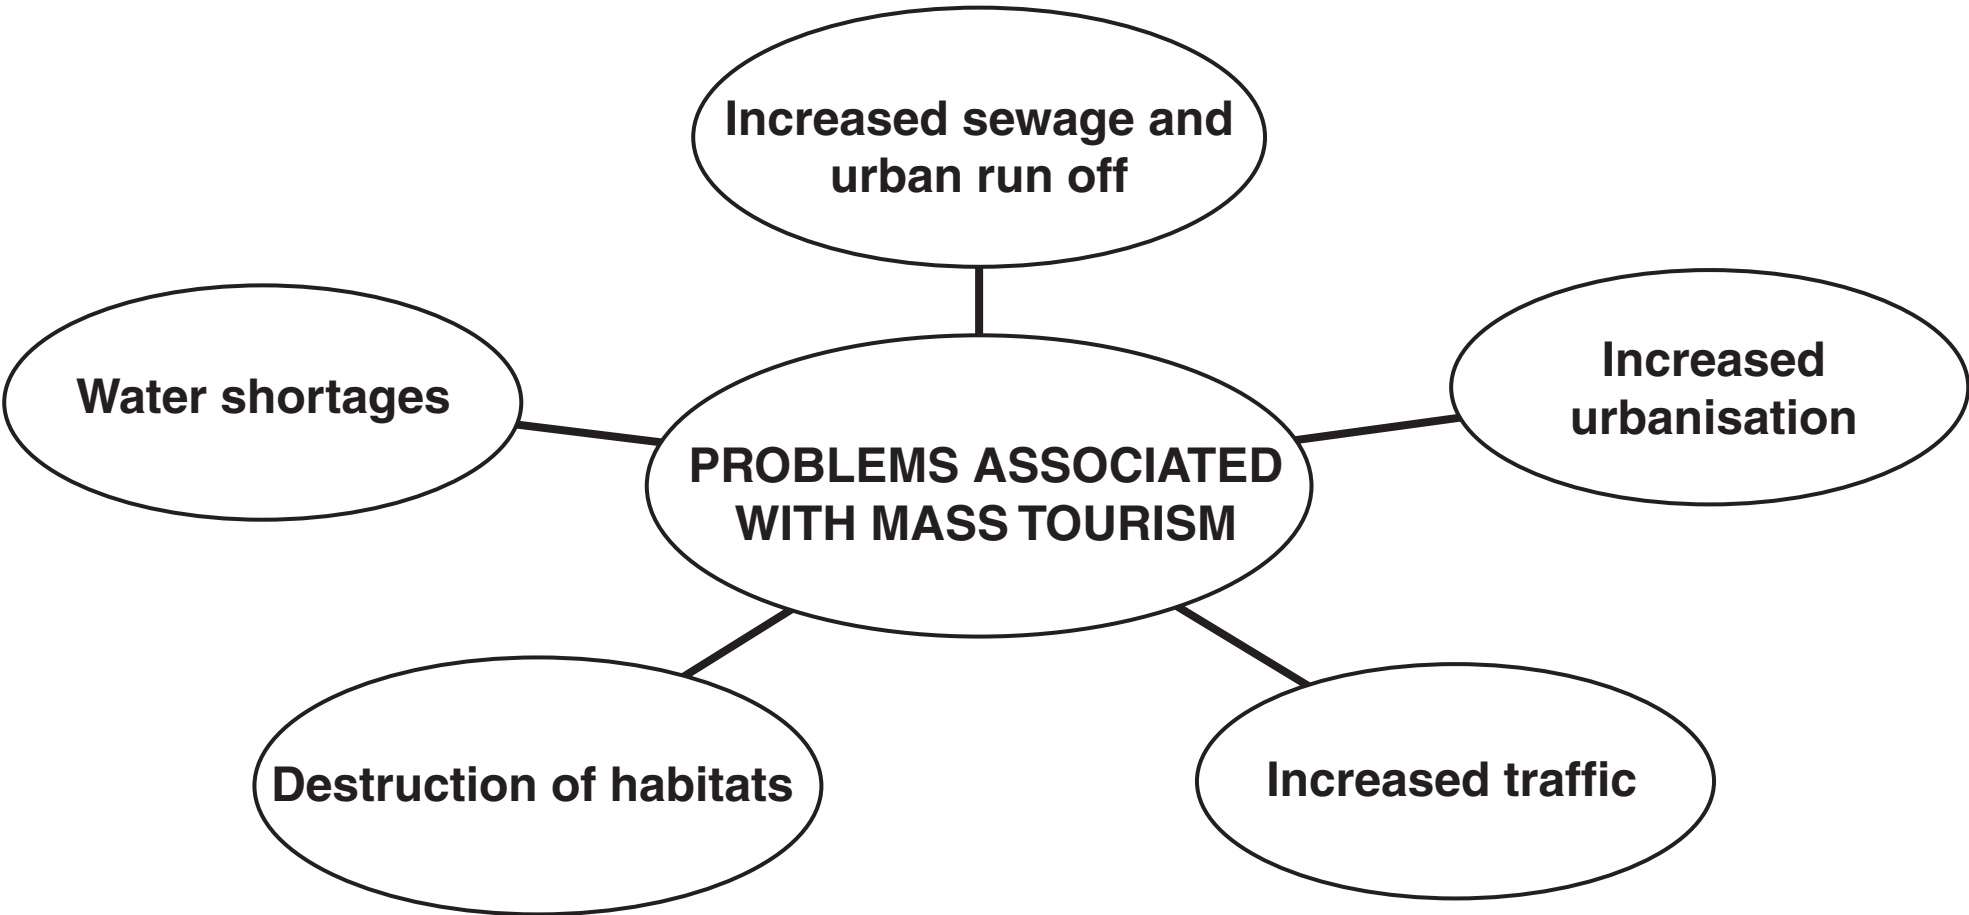 Increased sewage and
urban run off
Water shortages
Increased
urbanisation
PROBLEMS ASSOCIATED
WITH MASS TOURISM
Destruction of habitats
Increased traffic